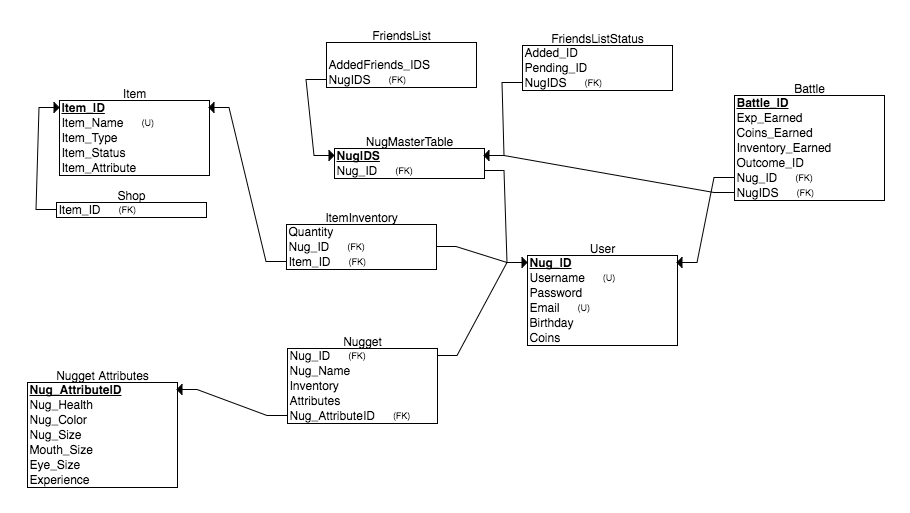 FriendsList
AddedFriends_IDS
NugIDS (FK)
FriendsListStatus
Added_ID
Pending_ID
NugIDS (FK)
Item
Item_ID
Item_Name (U)
Item_Type
Item_Status
Item_Attribute
Battle
Battle_ID
Exp_Earned
Coins_Earned
Inventory_Earned
Outcome_ID
Nug_ID (FK)
NugIDS (FK)
NugMasterTable
NugIDS
Nug_ID (FK)
Shop
Item_ID (FK)
ItemInventory
Quantity
Nug_ID (FK)
Item_ID (FK)
User
Nug_ID
Username (U)
Password
Email (U)
Birthday
Coins
Nugget
Nug_ID (FK)
Nug_Name
Inventory
Attributes
Nug_AttributeID (FK)
Nugget Attributes
Nug_AttributeID
Nug_Health
Nug_Color
Nug_Size
Mouth_Size
Eye_Size
Experience